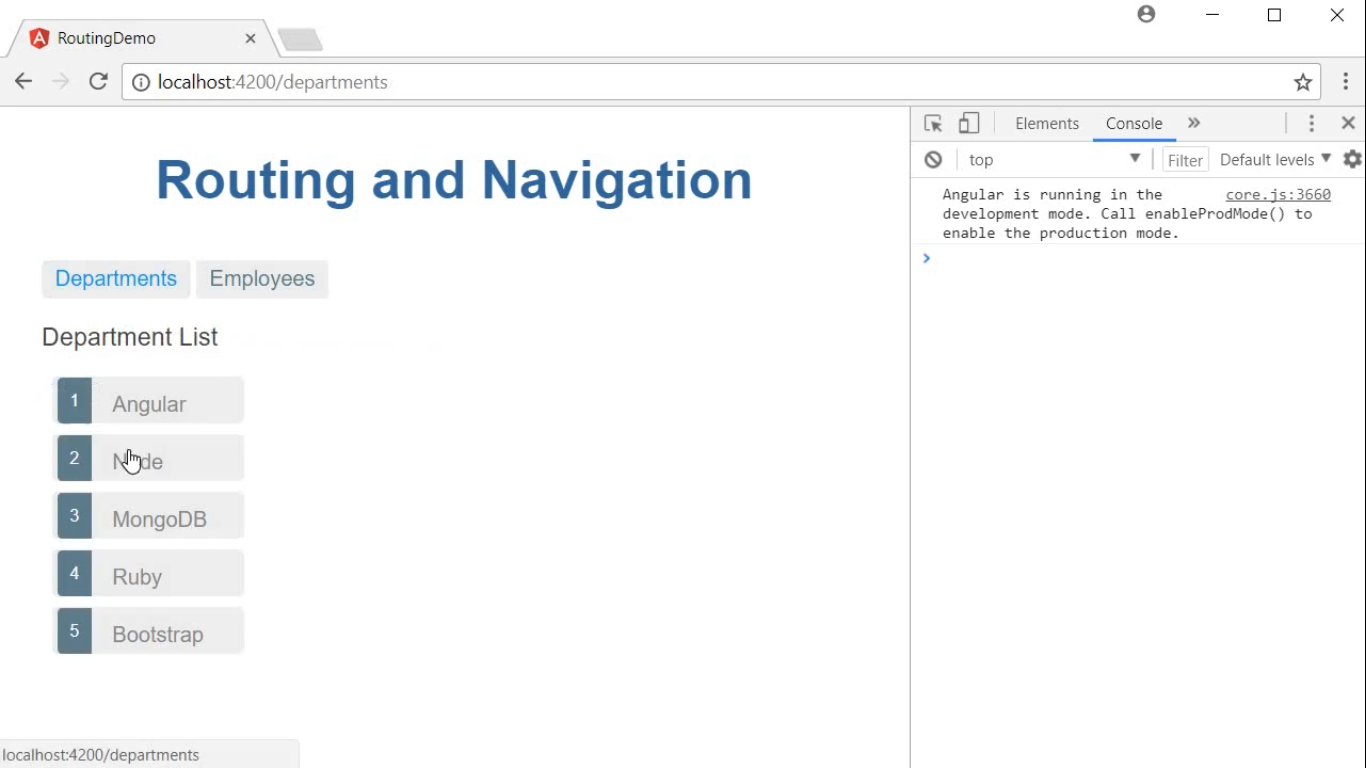 RoutingDemo
localhost:4200/departments
Routing and Navigation
Departments Employees
Department List
1 Angular
2 Node
3 MongoDB
4 Ruby
5 Bootstrap
localhost:4200/departments
Elements Console »
top Filter Default levels
Angular is running in the core.js:3660
development mode. Call enableProdMode() to
enable the production mode.